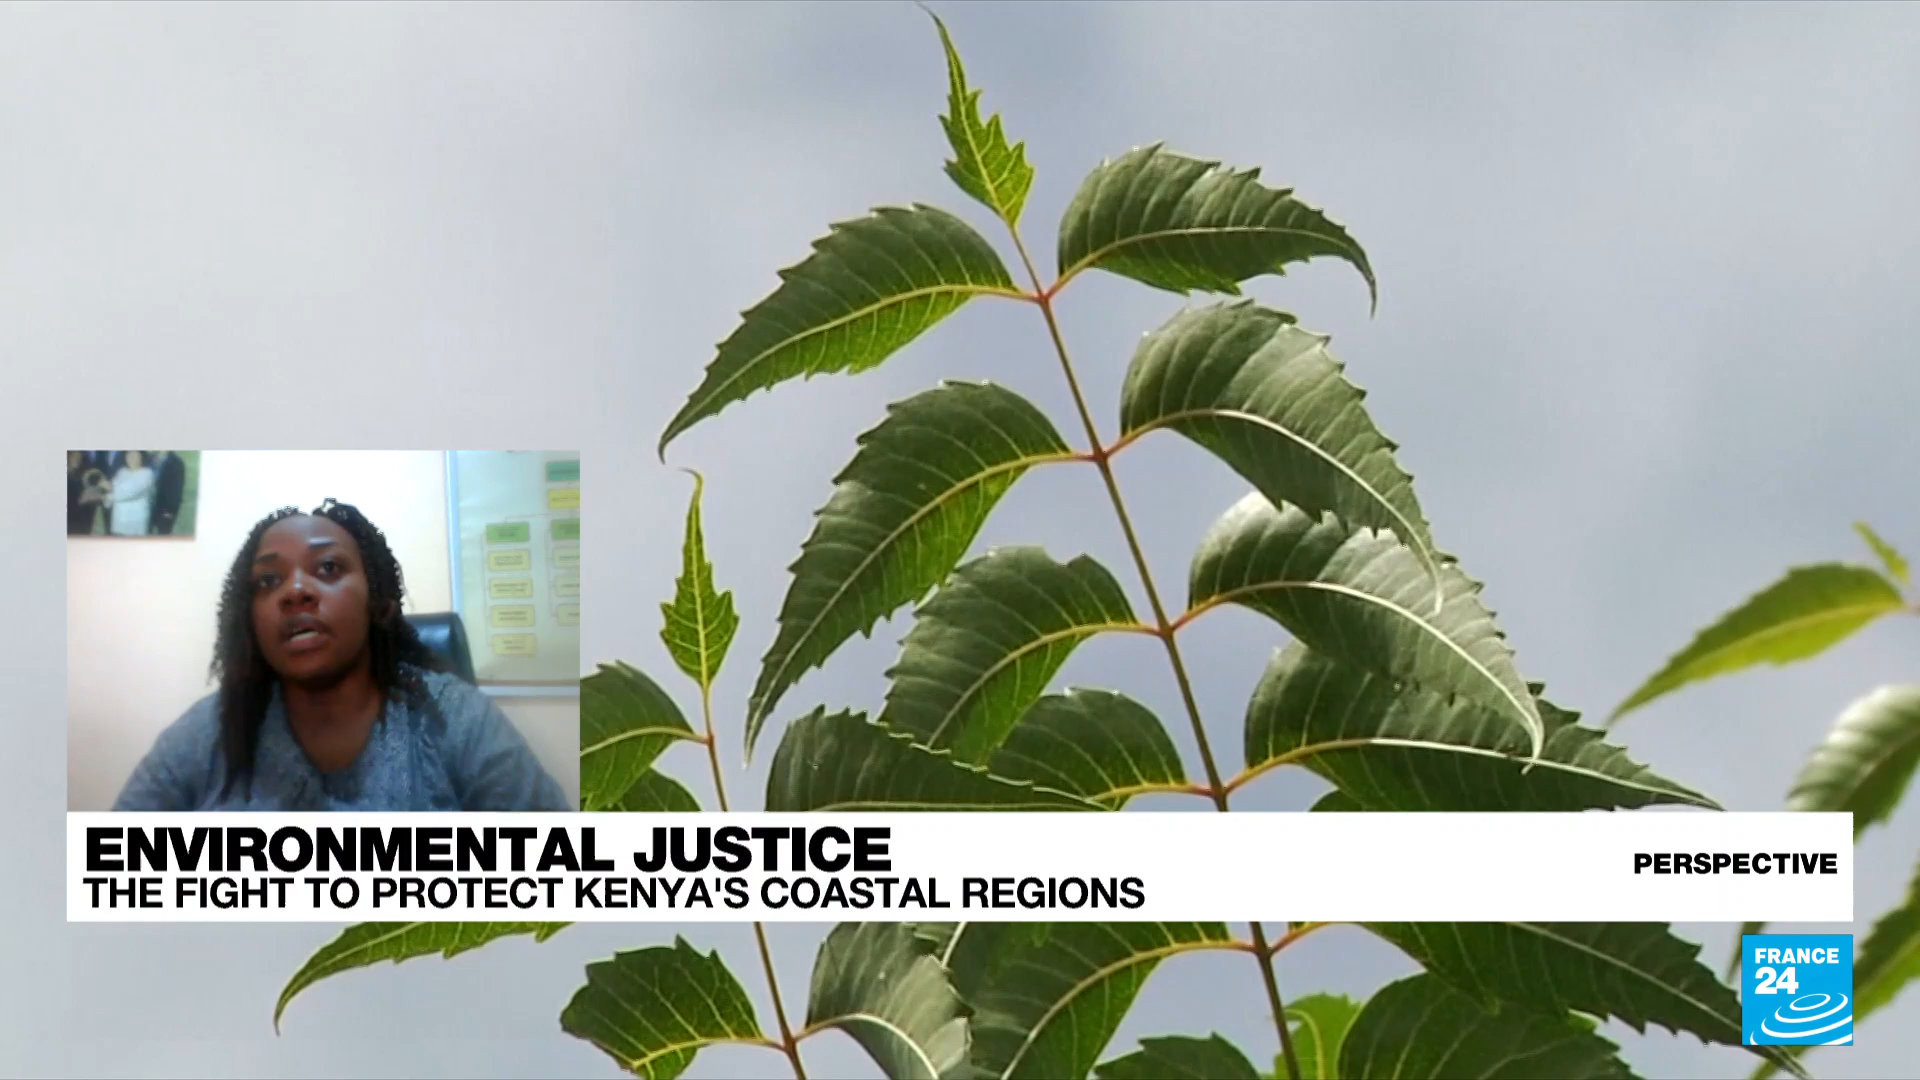 ENVIRONMENTAL JUSTICE
THE FIGHT TO PROTECT KENYA'S COASTAL REGIONS
PERSPECTIVE
FRANCE
24